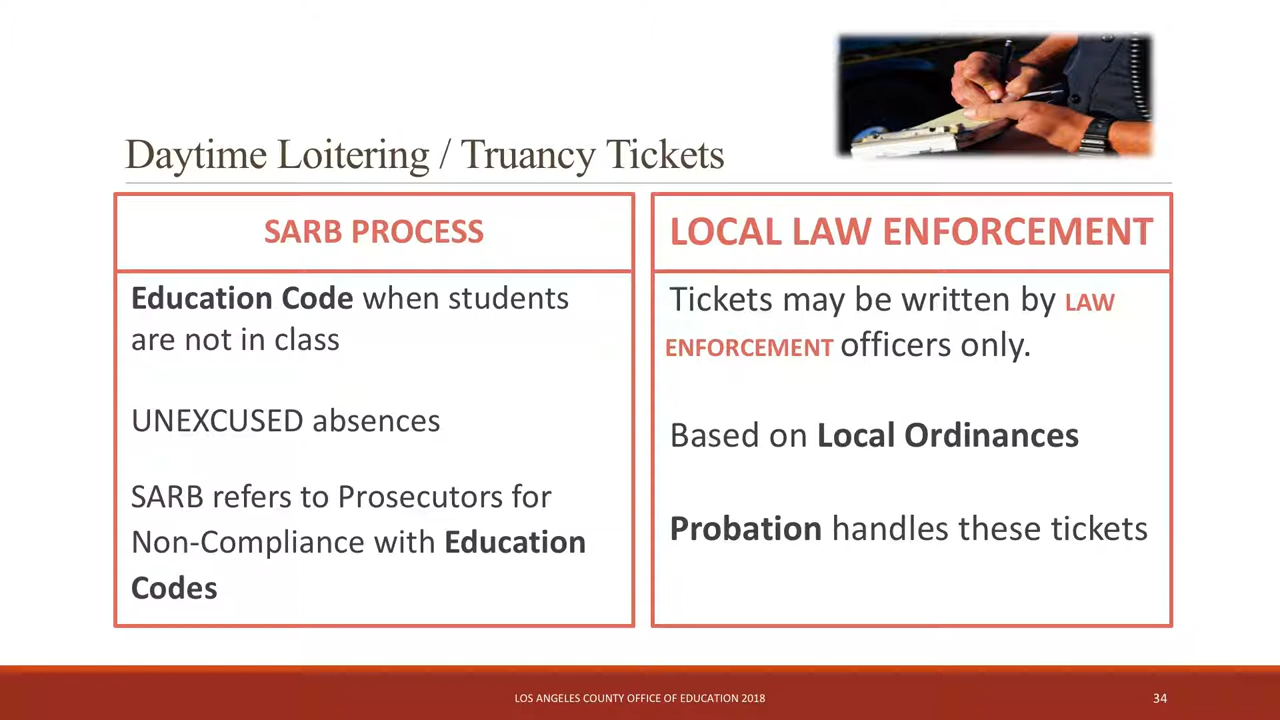 Daytime Loitering / Truancy Tickets
SARB PROCESS
Education Code when students
are not in class
UNEXCUSED absences
SARB refers to Prosecutors for
Non-Compliance with Education
Codes
LOCAL LAW ENFORCEMENT
Tickets may be written by LAW
ENFORCEMENT officers only.
Based on Local Ordinances
Probation handles these tickets
LOS ANGELES COUNTY OFFICE OF EDUCATION 2018
34